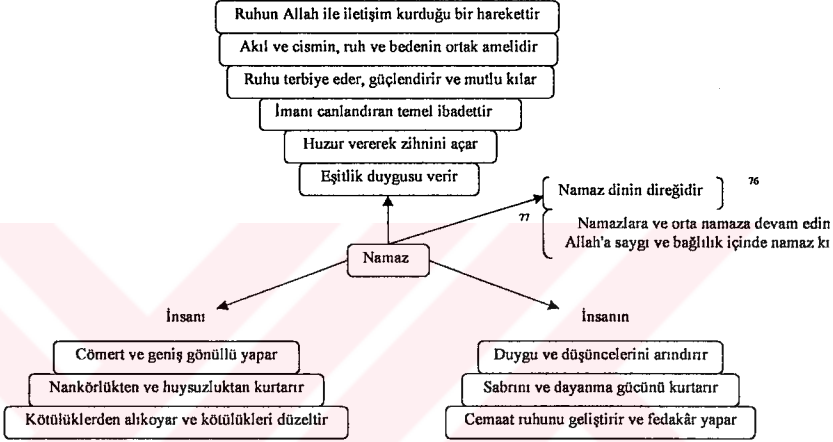 Ruhun Allah ile iletişim kurduğu bir harekettir
Akıl ve cismin, ruh ve bedenin ortak amelidir
Ruhu terbiye eder, güçlendirir ve mutlu kılar
İmanı canlandıran temel ibadettir
Huzur vererek zihnini açar
Eşitlik duygusu verir
Namaz dinin direğidir 76
77 Namazlara ve orta namaza devam edin
Allah'a saygı ve bağlılık içinde namaz kı
Namaz
İnsanı
Cömert ve geniş gönüllü yapar
Nankörlükten ve huysuzluktan kurtarır
Kötülüklerden alıkoyar ve kötülükleri düzeltir
İnsanın
Duygu ve düşüncelerini arındırır
Sabrını ve dayanma gücünü kurtarır
Cemaat ruhunu geliştirir ve fedakâr yapar